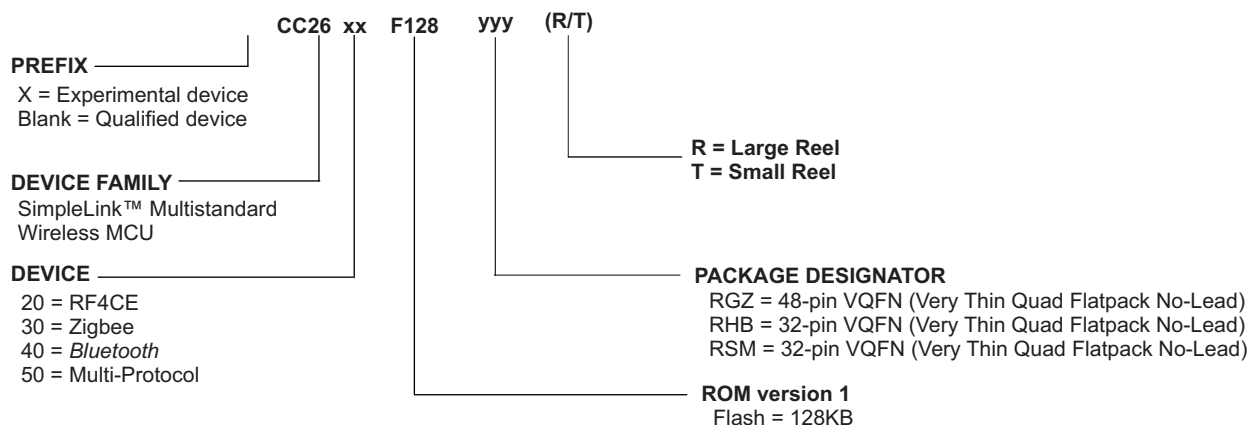 CC26 xx F128 yyy (R/T)
PREFIX
X = Experimental device
Blank = Qualified device
R = Large Reel
T = Small Reel
DEVICE FAMILY
SimpleLink™ Multistandard
Wireless MCU
DEVICE
20 = RF4CE
30 = Zigbee
40 = Bluetooth
50 = Multi-Protocol
PACKAGE DESIGNATOR
RGZ = 48-pin VQFN (Very Thin Quad Flatpack No-Lead)
RHB = 32-pin VQFN (Very Thin Quad Flatpack No-Lead)
RSM = 32-pin VQFN (Very Thin Quad Flatpack No-Lead)
ROM version 1
Flash = 128KB